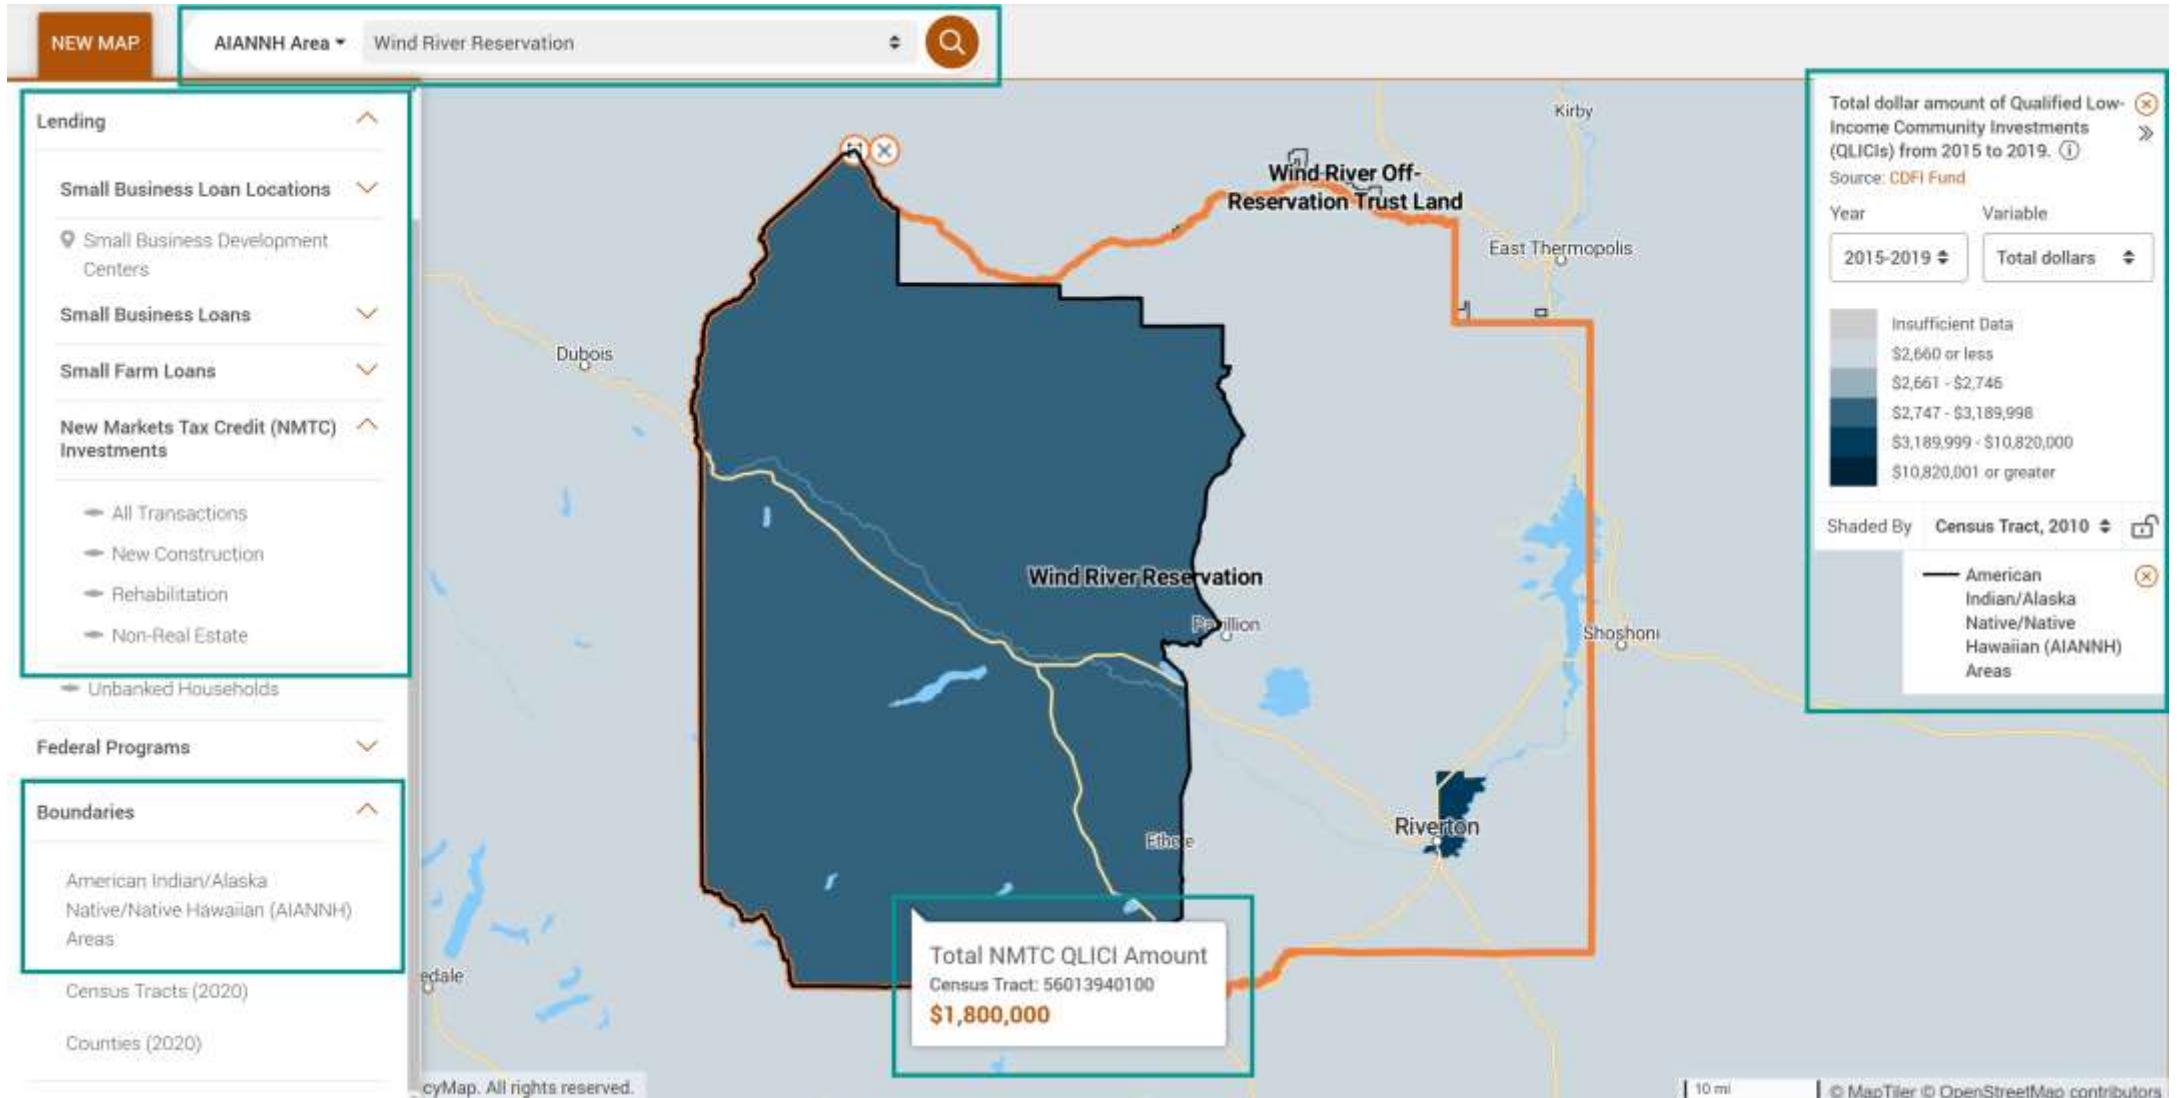 NEW MAP
AIANNH Area
Wind River Reservation
Lending
Small Business Loan Locations
Small Business Development
Centers
Small Business Loans
Small Farm Loans
New Markets Tax Credit (NMTC)
Investments
All Transactions
New Construction
Rehabilitation
Non-Real Estate
Unbanked Households
Federal Programs
Boundaries
American Indian/Alaska
Native/Native Hawaiian (AIANNH)
Areas
Census Tracts (2020)
Counties (2020)
Kirby
Wind River Off-
Reservation Trust Land
East Thermopolis
Dubois
Wind River Reservation
Pavillion
Shoshoni
Riverton
Ethete
edale
Total NMTC QLICI Amount
Census Tract: 56013940100
$1,800,000
cyMap. All rights reserved.
10 mi
© MapTiler © OpenStreetMap contributors
Total dollar amount of Qualified Low-
Income Community Investments
(QLICIs) from 2015 to 2019.
Source: CDFI Fund
Year Variable
2015-2019 Total dollars
Insufficient Data
$2,660 or less
$2,661 - $2,746
$2,747 - $3,189,998
$3,189,999 - $10,820,000
$10,820,001 or greater
Shaded By Census Tract, 2010
American
Indian/Alaska
Native/Native
Hawaiian (AIANNH)
Areas